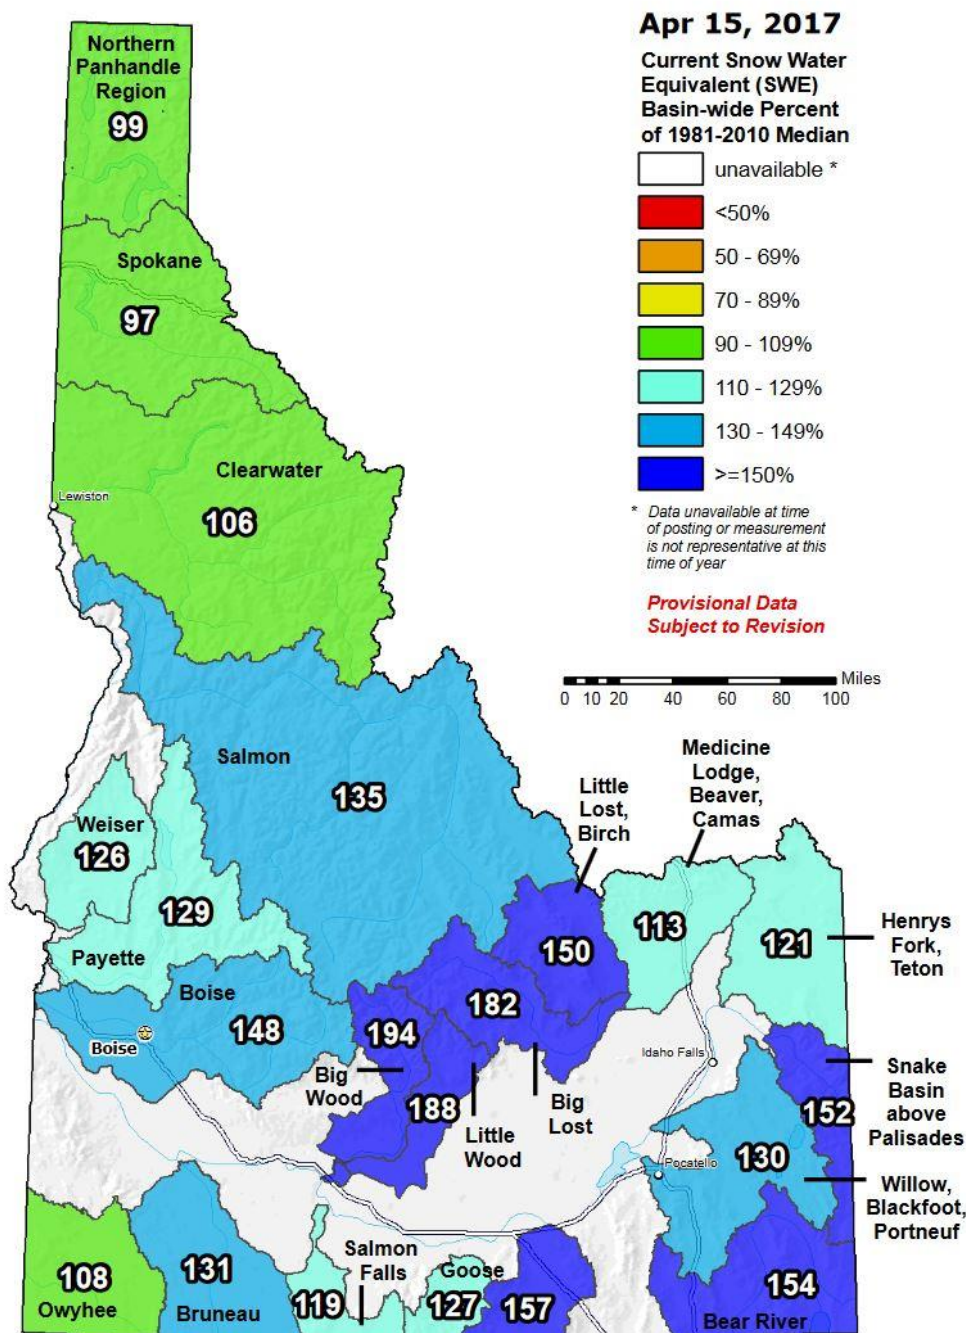 Apr 15, 2017
Current Snow Water
Equivalent (SWE)
Basin-wide Percent
of 1981-2010 Median
unavailable *
<50%
50 - 69%
70 - 89%
90 - 109%
110 - 129%
130 - 149%
>=150%
* Data unavailable at time
of posting or measurement
is not representative at this
time of year
Provisional Data
Subject to Revision
Miles
0 10 20 40 60 80 100
Northern
Panhandle
Region
99
Spokane
97
Clearwater
106
Lewiston
Salmon
135
Weiser
126
129
Payette
Boise
148
Boise
Little
Lost,
Birch
150
Medicine
Lodge,
Beaver,
Camas
113
121
Henrys
Fork,
Teton
182
194
Big
Wood
188
Little
Wood
Big
Lost
Idaho Falls
Snake
Basin
above
Palisades
152
130
Pocatello
Willow,
Blackfoot,
Portneuf
108
Owyhee
131
Bruneau
Salmon
Falls
119
Goose
127
157
154
Bear River